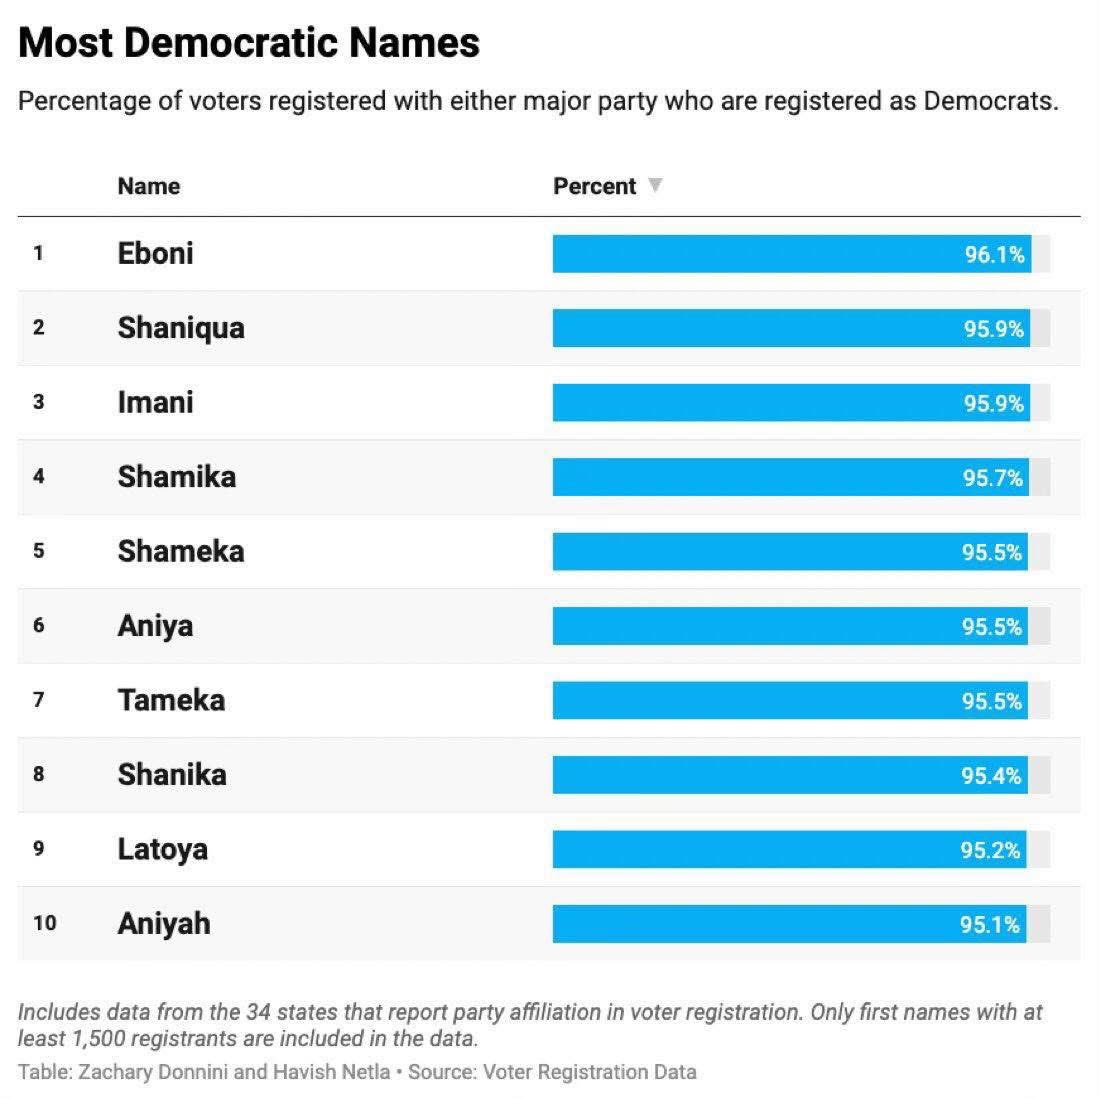 Most Democratic Names
Percentage of voters registered with either major party who are registered as Democrats.
Name Percent ▼
1 Eboni 96.1%
2 Shaniqua 95.9%
3 Imani 95.9%
4 Shamika 95.7%
5 Shameka 95.5%
6 Aniya 95.5%
7 Tameka 95.5%
8 Shanika 95.4%
9 Latoya 95.2%
10 Aniyah 95.1%
Includes data from the 34 states that report party affiliation in voter registration. Only first names with at
least 1,500 registrants are included in the data.
Table: Zachary Donnini and Havish Netla • Source: Voter Registration Data